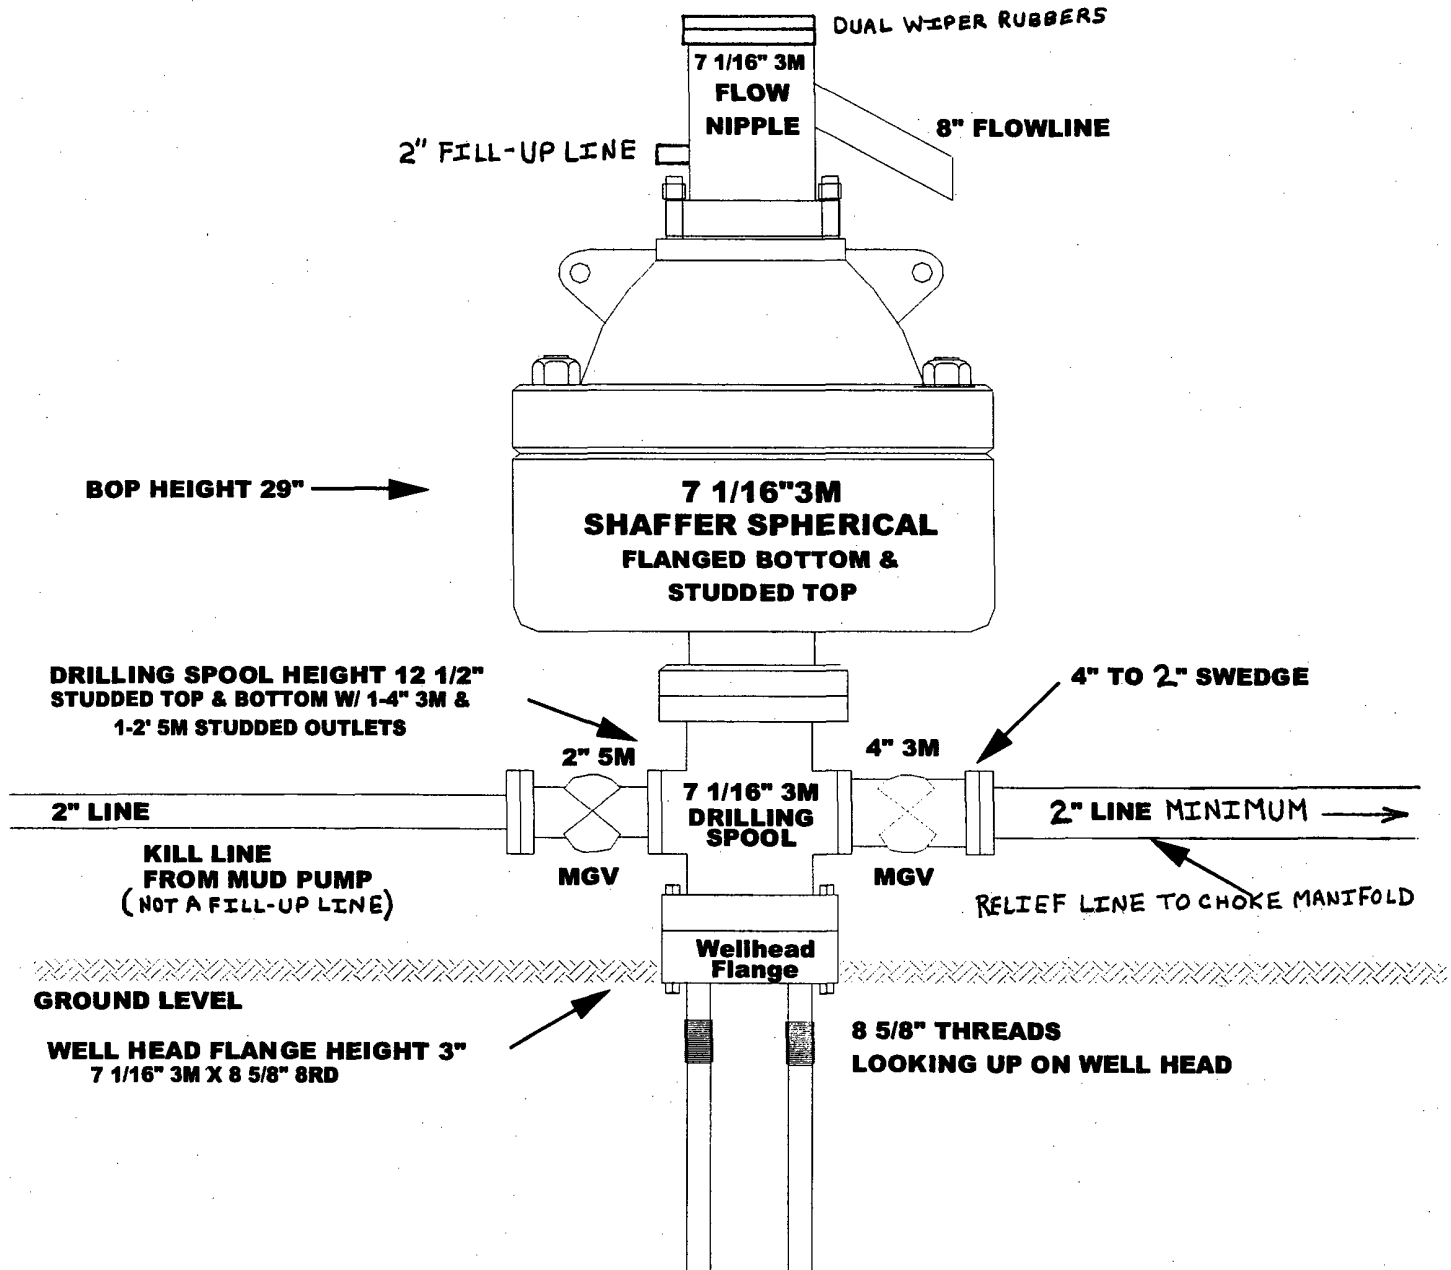 DUAL WIPER RUBBERS
7 1/16" 3M
FLOW
NIPPLE
8" FLOWLINE
2" FILL-UP LINE
BOP HEIGHT 29"
7 1/16"3M
SHAFFER SPHERICAL
FLANGED BOTTOM &
STUDDED TOP
DRILLING SPOOL HEIGHT 12 1/2"
STUDDED TOP & BOTTOM W/ 1-4" 3M &
1-2' 5M STUDDED OUTLETS
4" TO 2" SWEDGE
2" 5M
4" 3M
2" LINE
7 1/16" 3M
DRILLING
SPOOL
2" LINE MINIMUM
KILL LINE
FROM MUD PUMP
(NOT A FILL-UP LINE)
MGV
MGV
RELIEF LINE TO CHOKE MANIFOLD
Wellhead
Flange
GROUND LEVEL
WELL HEAD FLANGE HEIGHT 3"
7 1/16" 3M X 8 5/8" 8RD
8 5/8" THREADS
LOOKING UP ON WELL HEAD